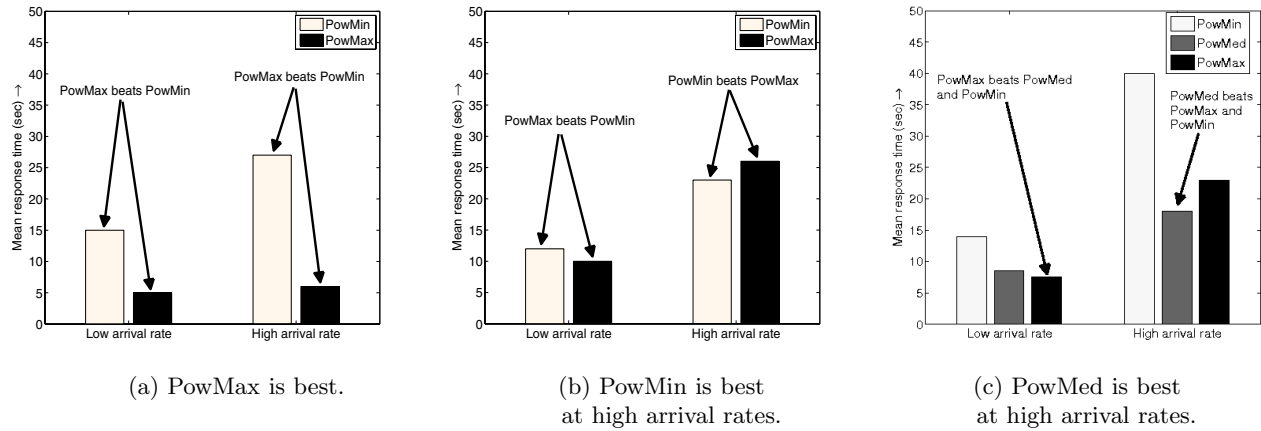 50
45
40
35
30
25
20
15
10
5
0
Mean response time (sec) →
PowMin
PowMax
PowMax beats PowMin
PowMax beats PowMin
Low arrival rate
High arrival rate
(a) PowMax is best.
50
45
40
35
30
25
20
15
10
5
0
Mean response time (sec) →
PowMin
PowMax
PowMax beats PowMin
PowMin beats PowMax
Low arrival rate
High arrival rate
(b) PowMin is best
at high arrival rates.
50
45
40
35
30
25
20
15
10
5
0
Mean response time (sec) →
PowMin
PowMed
PowMax
PowMax beats PowMed
and PowMin
PowMed beats
PowMax and
PowMin
Low arrival rate
High arrival rate
(c) PowMed is best
at high arrival rates.